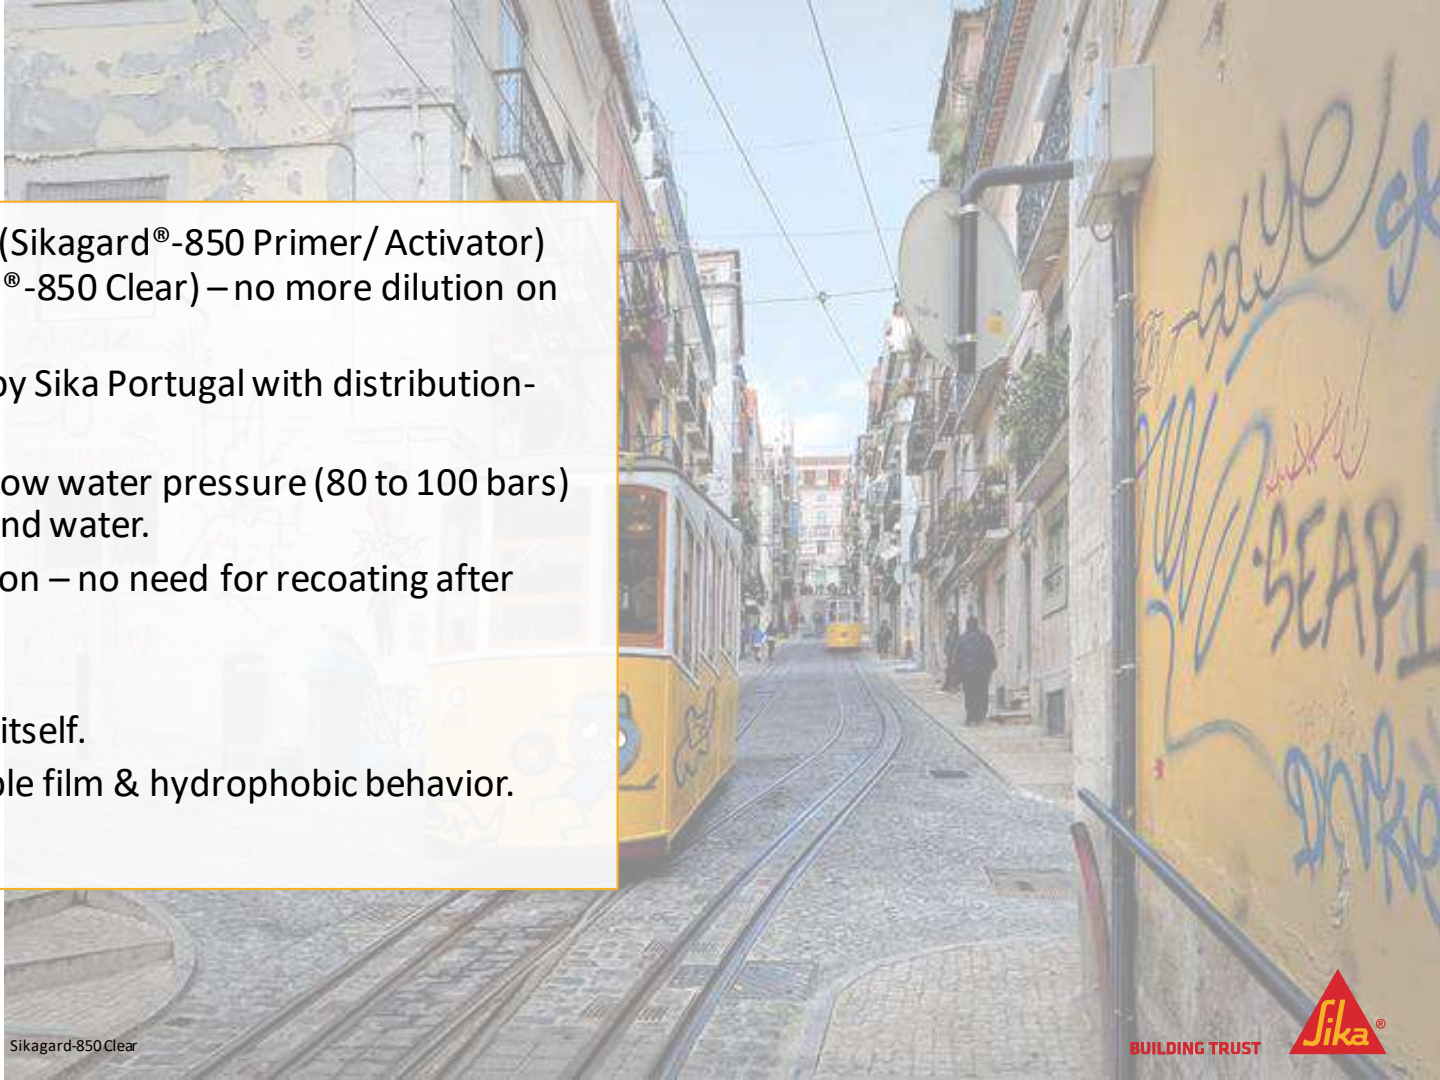 (Sikagard®-850 Primer/ Activator)
®-850 Clear) – no more dilution on
by Sika Portugal with distribution-
ow water pressure (80 to 100 bars)
nd water.
on – no need for recoating after
itself.
ple film & hydrophobic behavior.
SEAP1
Sikagard-850 Clear
BUILDING TRUST
Sika®